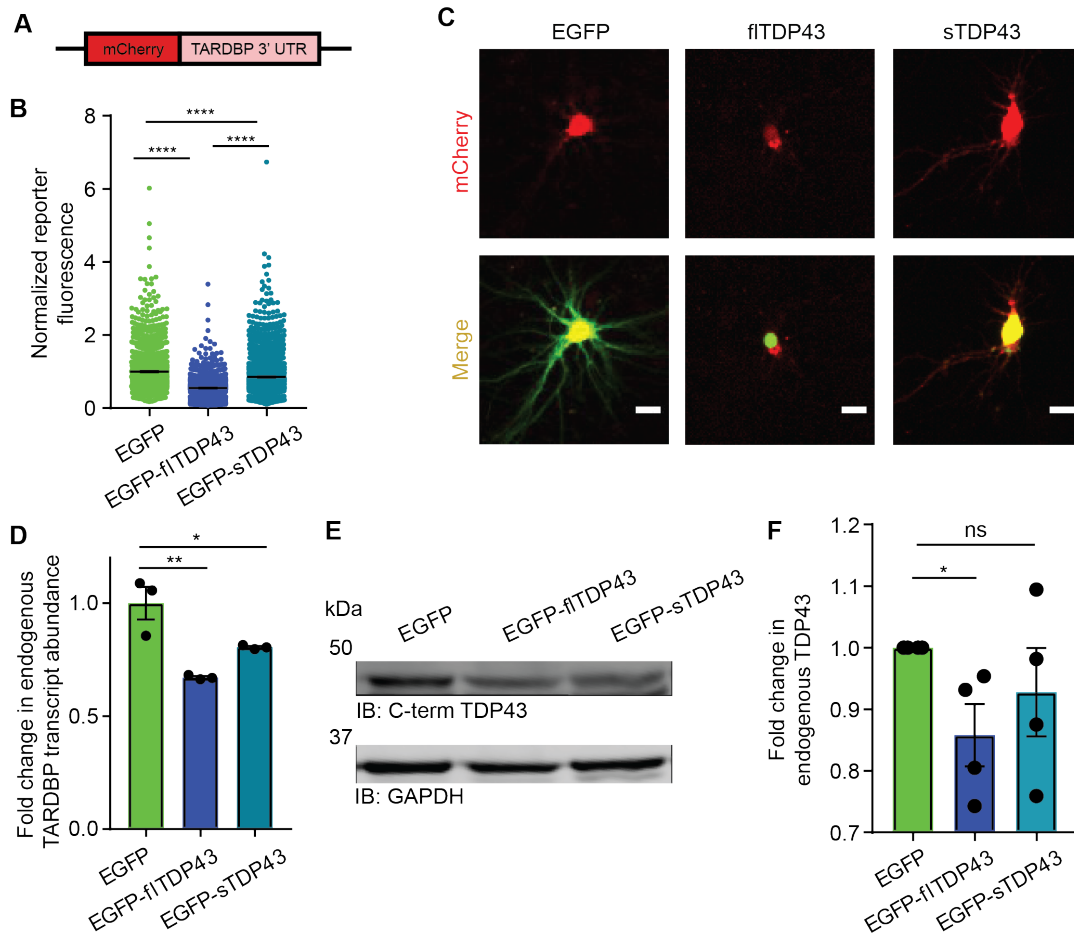 A
mCherry
TARDBP 3' UTR
B
Normalized reporter
fluorescence
8
6
4
2
0
****
****
****
EGFP
EGFP-flTDP43
EGFP-sTDP43
C
EGFP
flTDP43
sTDP43
mCherry
Merge
D
Fold change in endogenous
TARDBP transcript abundance
1.0
0.5
0.0
*
**
EGFP
EGFP-flTDP43
EGFP-sTDP43
E
kDa
EGFP
EGFP-flTDP43
EGFP-sTDP43
50
IB: C-term TDP43
37
IB: GAPDH
F
Fold change in
endogenous TDP43
1.2
1.1
1.0
0.9
0.8
0.7
ns
*
EGFP
EGFP-flTDP43
EGFP-sTDP43